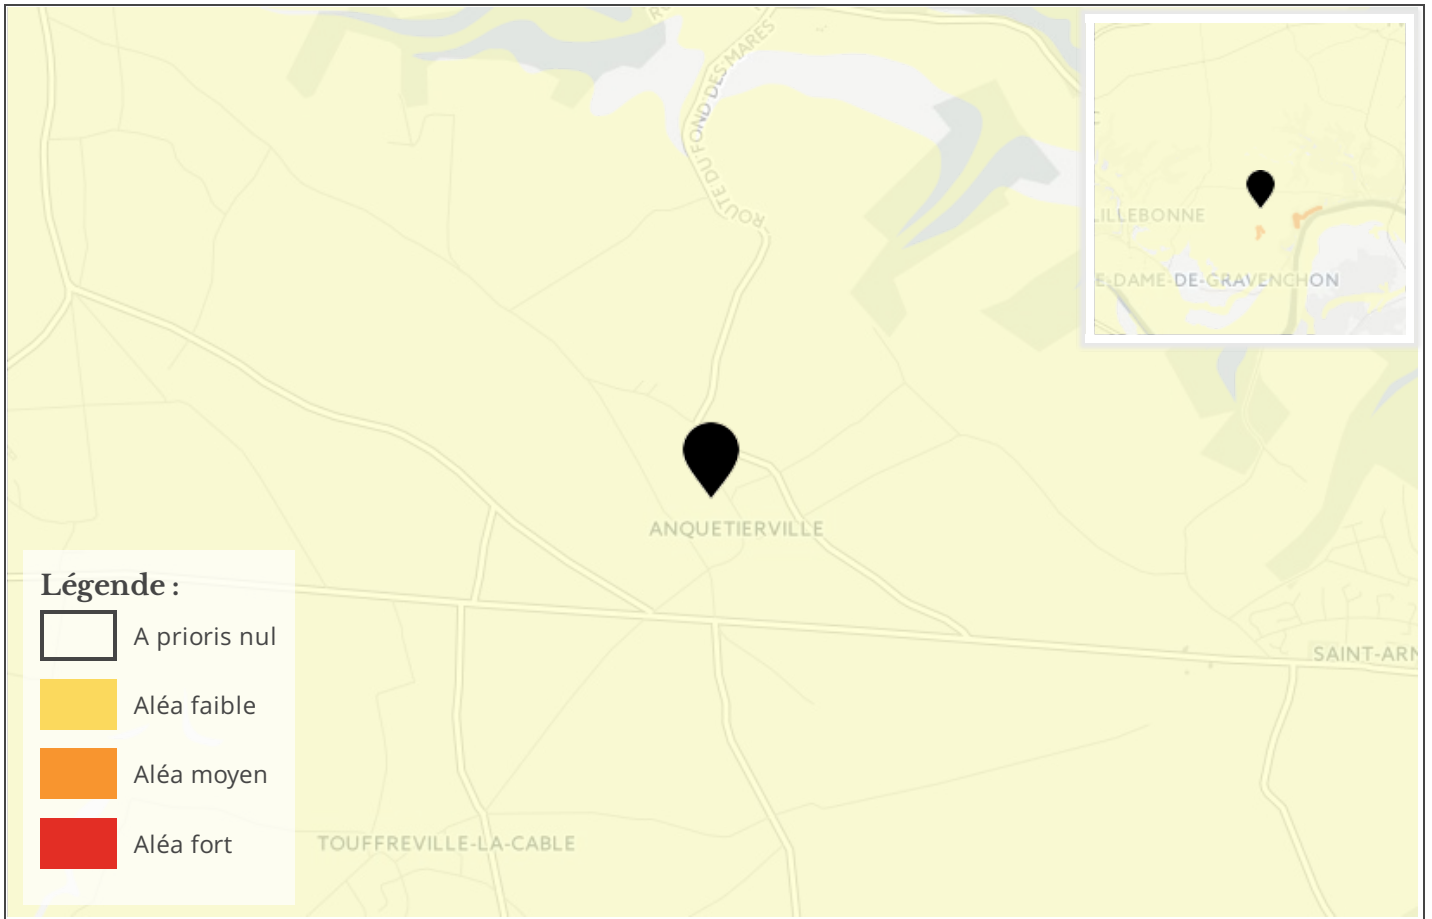 ROUTE DU FOND DES MARES
LILLEBONNE
E-DAME-DE-GRAVENCHON
ANQUETIERVILLE
Légende :
A prioris nul
Aléa faible
Aléa moyen
Aléa fort
SAINT-ARN
TOUFFREVILLE-LA-CABLE